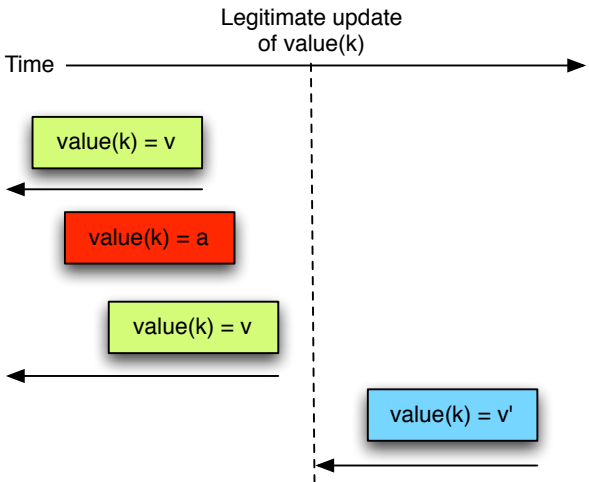 Legitimate update
of value(k)
Time
value(k) = v
value(k) = a
value(k) = v
value(k) = v'